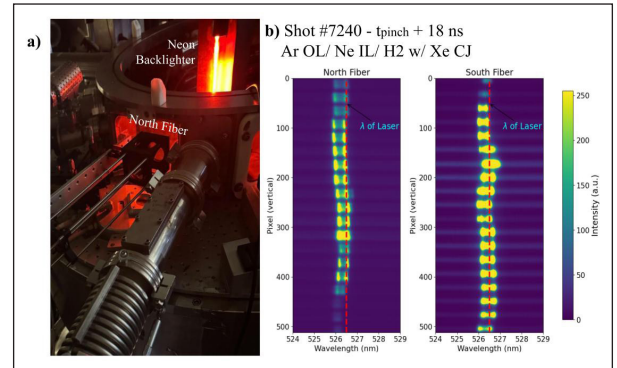 a)
Neon
Backlighter
North Fiber
b) Shot #7240 - tpinch + 18 ns
Ar OL/ Ne IL/ H2 w/ Xe CJ
North Fiber
South Fiber
0
100
200
300
400
500
Pixel (vertical)
λ of Laser
524 525 526 527 528 529
Wavelength (nm)
0
100
200
300
400
500
Pixel (vertical)
λ of Laser
524 525 526 527 528 529
Wavelength (nm)
250
200
150
100
50
0
Intensity (a.u.)